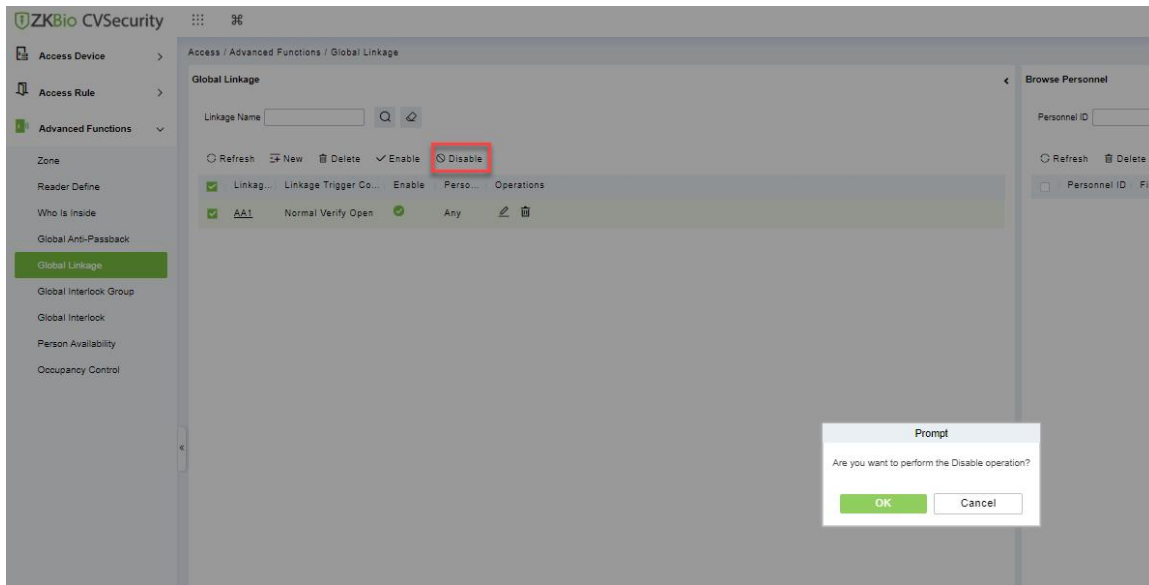 ZKBio CVSecurity
Access Device
Access Rule
Advanced Functions
Zone
Reader Define
Who Is Inside
Global Anti-Passback
Global Linkage
Global Interlock Group
Global Interlock
Person Availability
Occupancy Control
Access / Advanced Functions / Global Linkage
Global Linkage
Linkage Name
Refresh New Delete Enable Disable
Linkag... Linkage Trigger Co... Enable Perso... Operations
AA1 Normal Verify Open Any
Browse Personnel
Personnel ID
Refresh Delete
Personnel ID Fi
Prompt
Are you want to perform the Disable operation?
OK Cancel